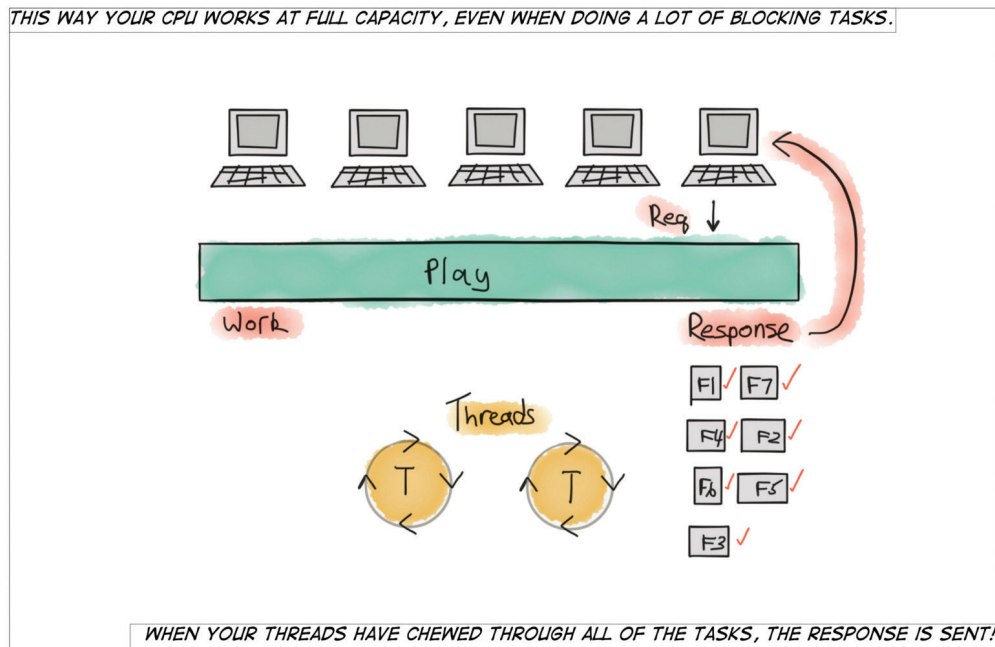 THIS WAY YOUR CPU WORKS AT FULL CAPACITY, EVEN WHEN DOING A LOT OF BLOCKING TASKS.
Req
Play
Work
Response
F1 F7
Threads
F4 F2
T T
F6 F5
F3
WHEN YOUR THREADS HAVE CHEWED THROUGH ALL OF THE TASKS, THE RESPONSE IS SENT!